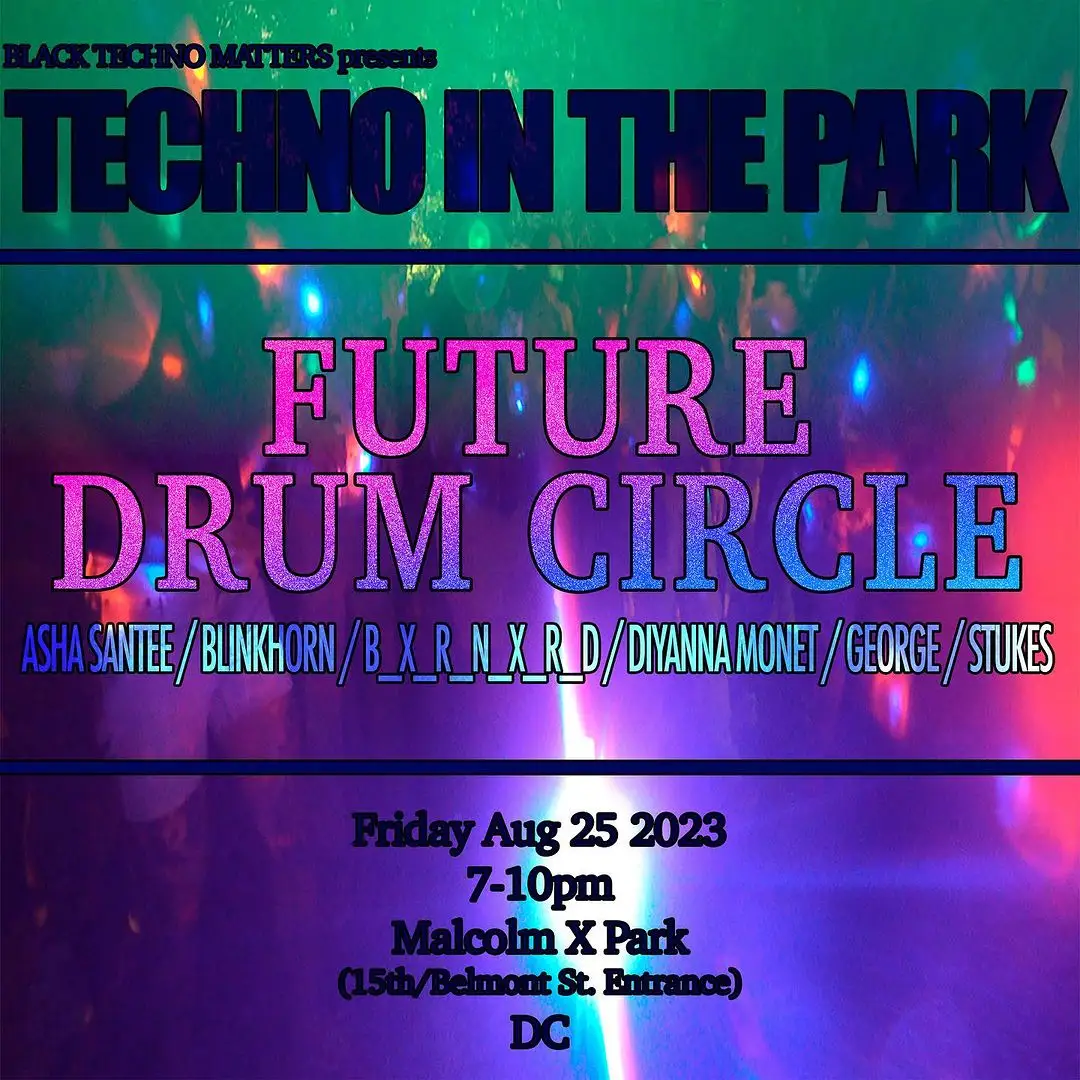 BLACK TECHNO MATTERS presents
TECHNO IN THE PARK
FUTURE
DRUM CIRCLE
ASHA SANTEE / BLINKHORN / B_X_R_N_X_R_D / DIYANNA MONET / GEORGE / STUKES
Friday Aug 25 2023
7-10pm
Malcolm X Park
(15th/Belmont St. Entrance)
DC